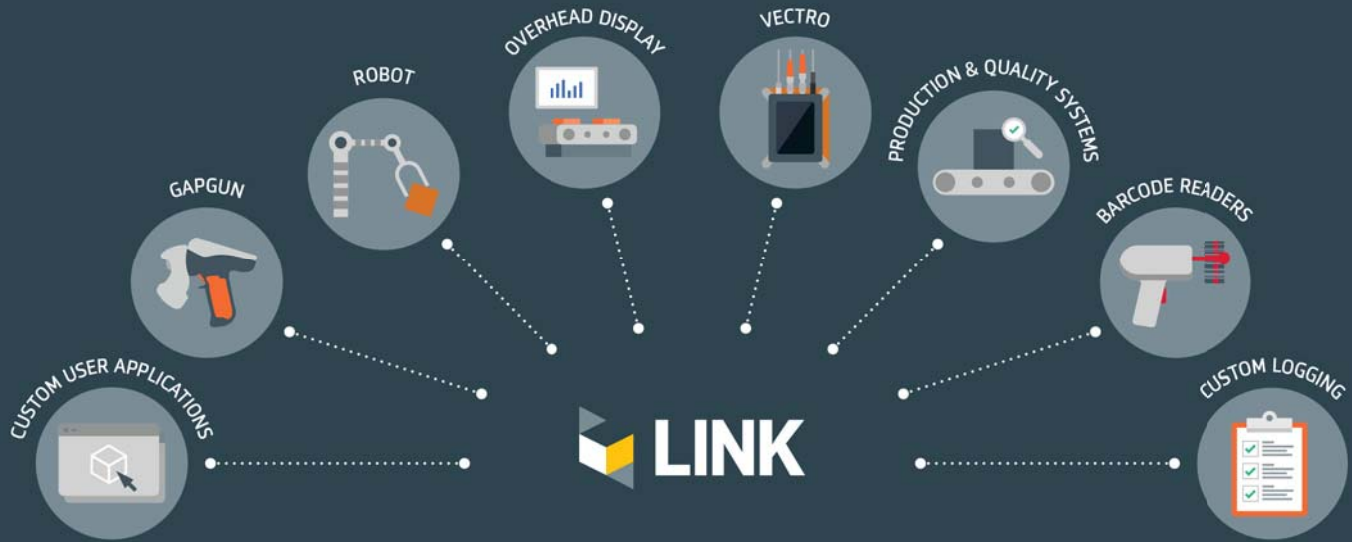 CUSTOM USER APPLICATIONS
GAPGUN
ROBOT
OVERHEAD DISPLAY
VECTRO
PRODUCTION & QUALITY SYSTEMS
BARCODE READERS
CUSTOM LOGGING
LINK